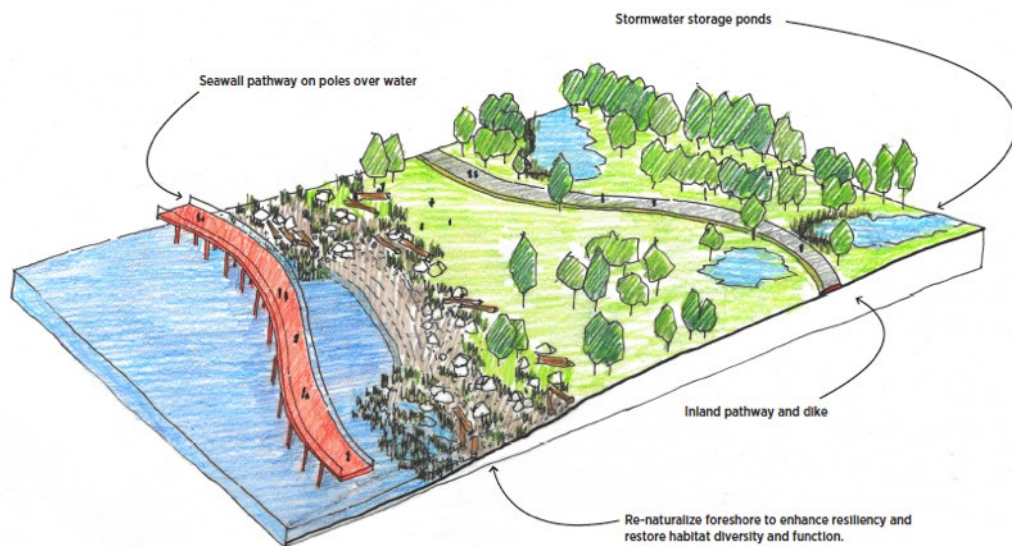 Stormwater storage ponds
Seawall pathway on poles over water
Inland pathway and dike
Re-naturalize foreshore to enhance resiliency and
restore habitat diversity and function.